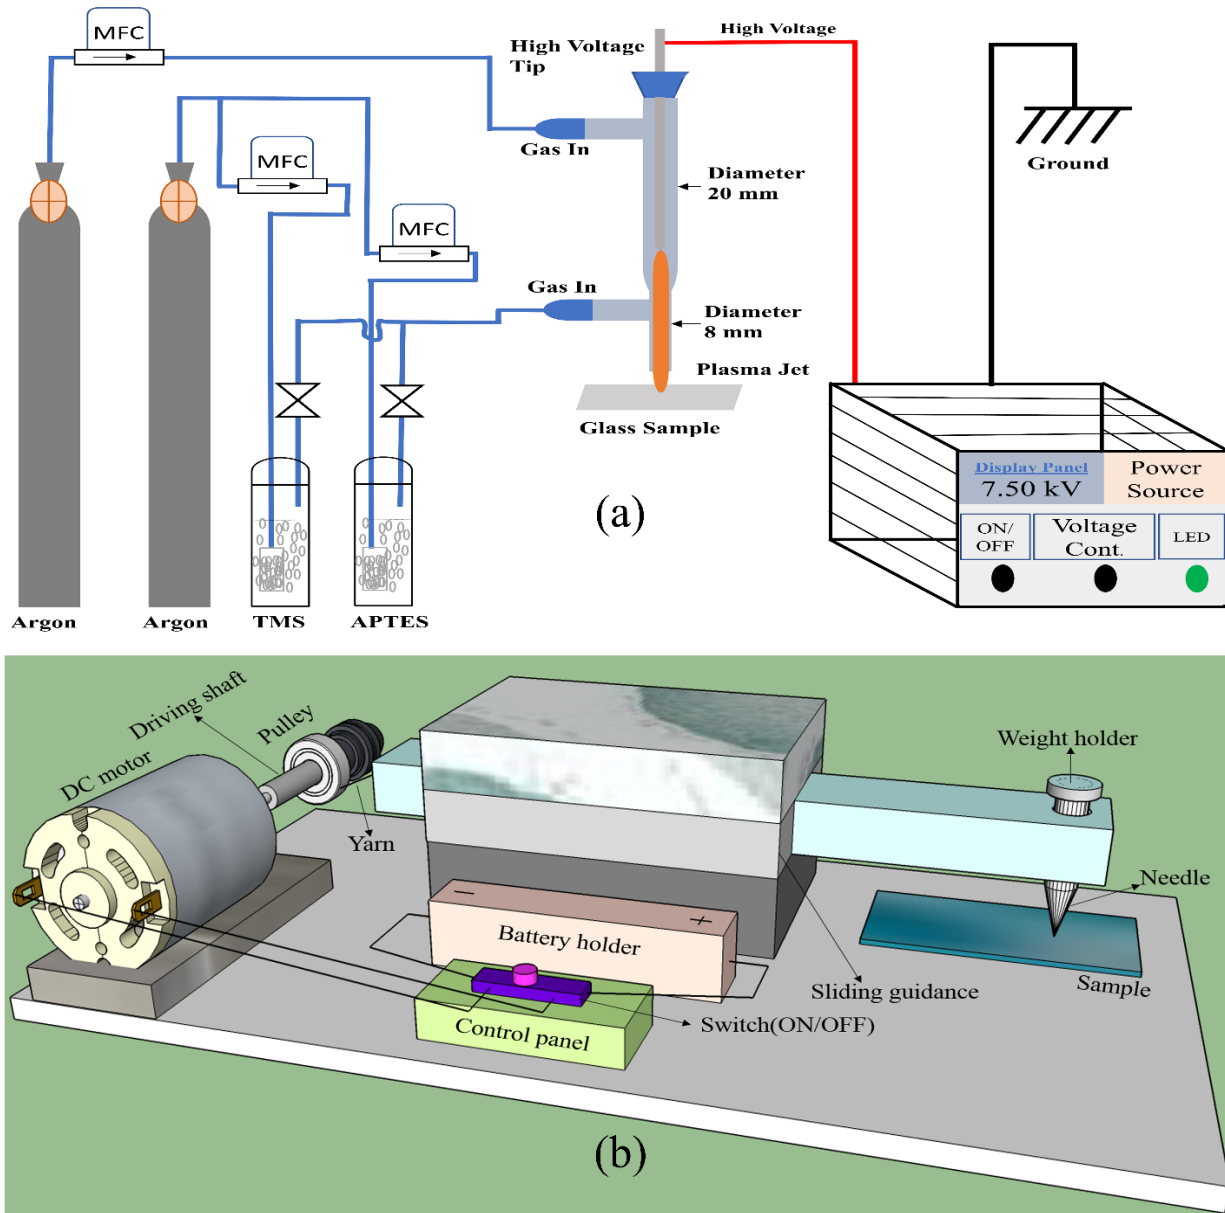 MFC
High Voltage
Tip
High Voltage
MFC
Gas In
Ground
Diameter
20 mm
MFC
Gas In
Diameter
8 mm
Plasma Jet
Glass Sample
Display Panel
7.50 kV
Power
Source
ON/
OFF
Voltage
Cont.
LED
(a)
Argon
Argon
TMS
APTES
Driving shaft
Pulley
DC motor
Weight holder
Yarn
Needle
−
+
Battery holder
Sliding guidance
Sample
Switch(ON/OFF)
Control panel
(b)